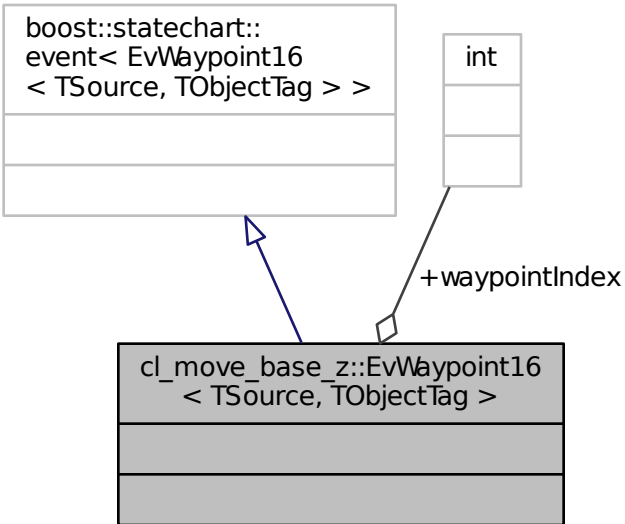 boost::statechart::
event< EvWaypoint16
< TSource, TObjectTag > >
int
+waypointIndex
cl_move_base_z::EvWaypoint16
< TSource, TObjectTag >